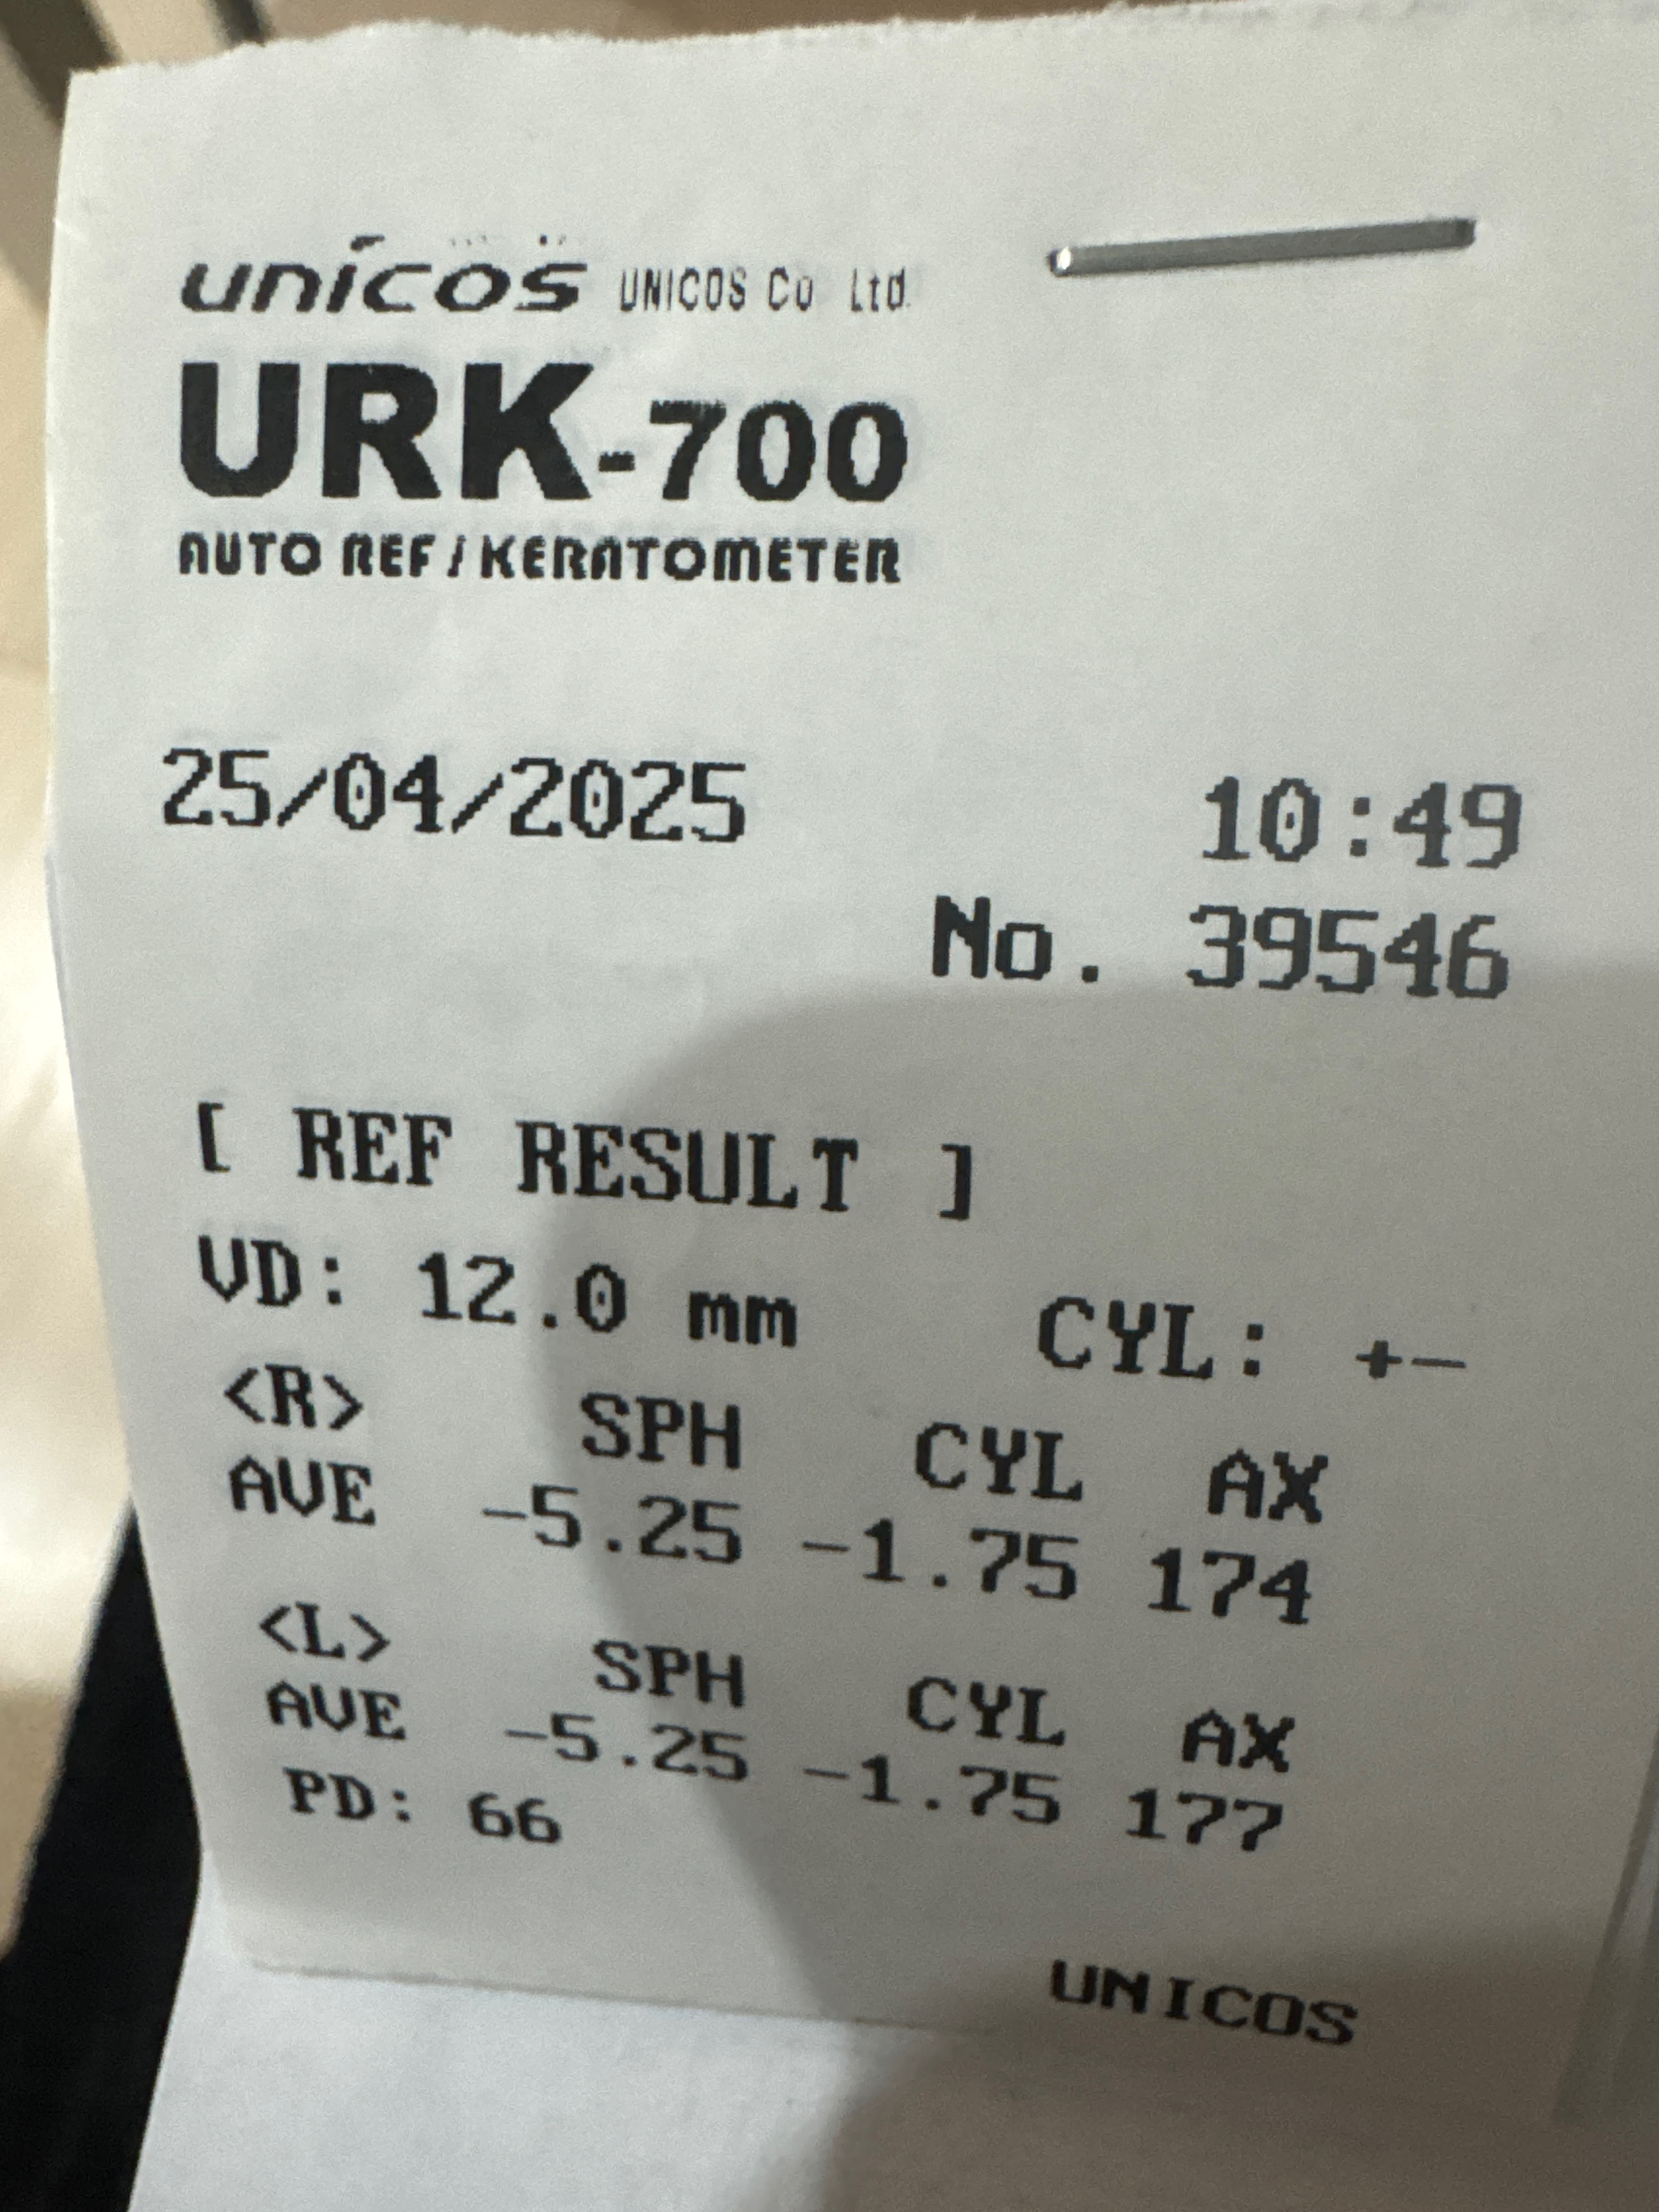 unicos UNICOS Co Ltd.
URK-700
AUTO REF/KERATOMETER
25/04/2025 10:49
No. 39546
[ REF RESULT ]
VD: 12.0 mm CYL: +−
<R> SPH CYL AX
AVE −5.25 −1.75 174
<L> SPH CYL AX
AVE −5.25 −1.75 177
PD: 66
UNICOS